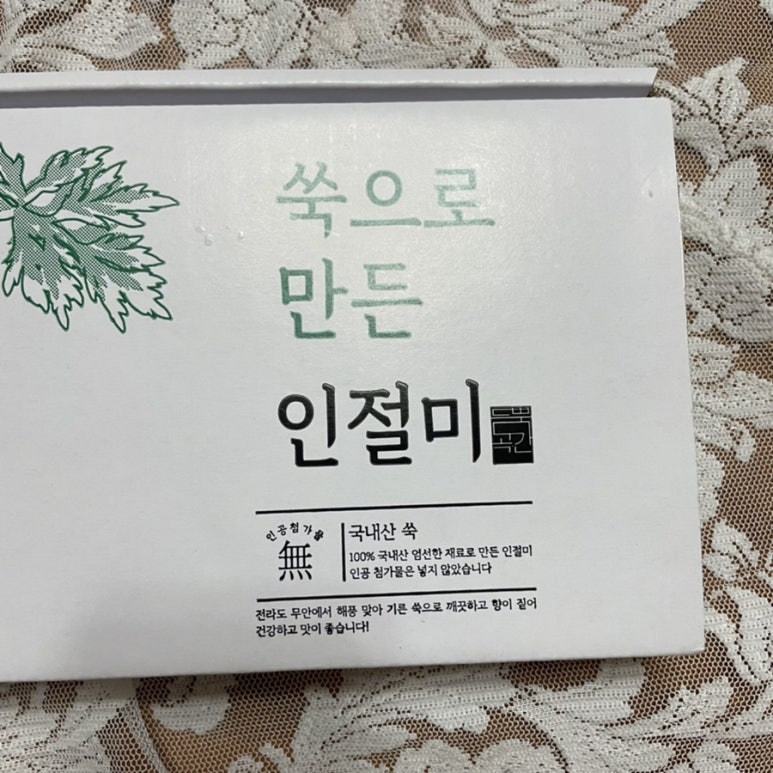 쑥으로
만든
인절미
인공첨가물
無
국내산 쑥
100% 국내산 엄선한 재료로 만든 인절미
인공 첨가물은 넣지 않았습니다
전라도 무안에서 해풍 맞아 기른 쑥으로 깨끗하고 향이 짙어
건강하고 맛이 좋습니다!